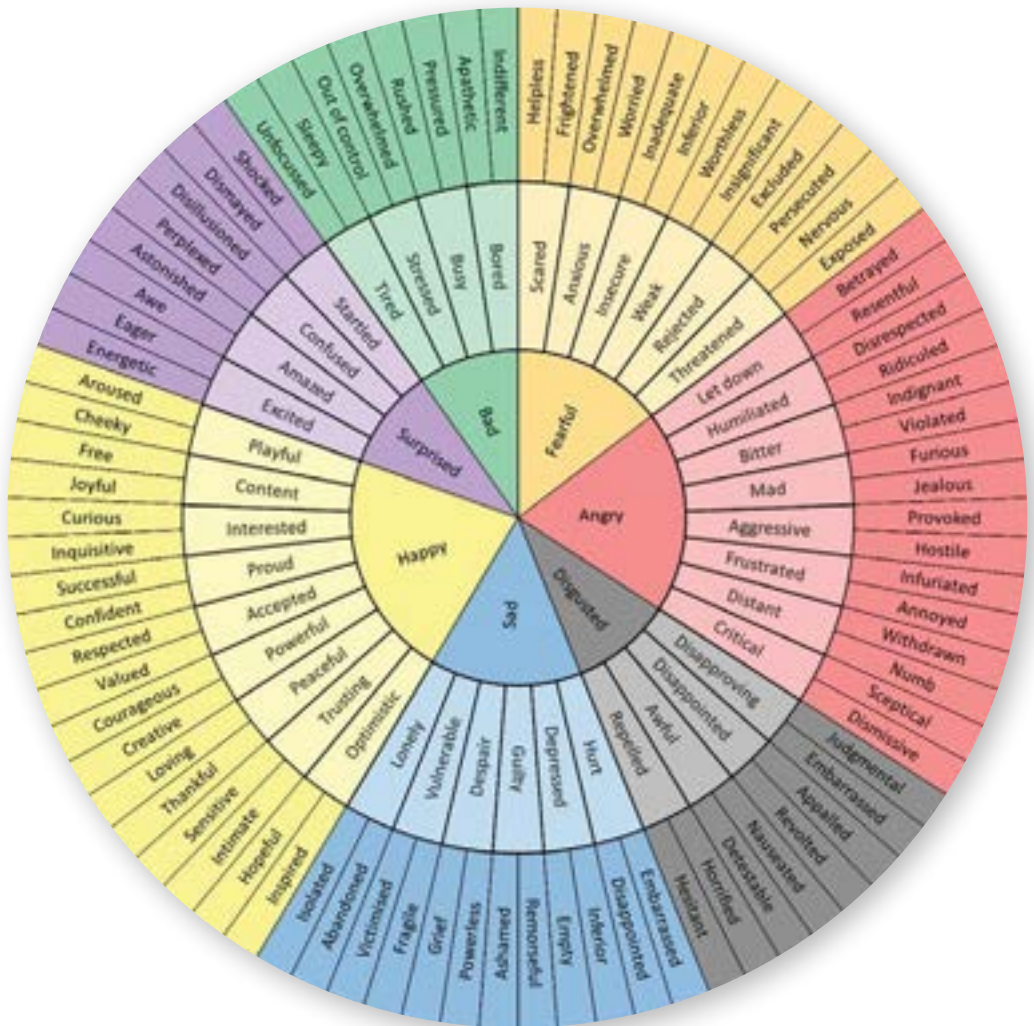 Fearful
Angry
Disgusted
Sad
Happy
Surprised
Bad
Scared
Anxious
Insecure
Weak
Rejected
Threatened
Let down
Humiliated
Bitter
Mad
Aggressive
Frustrated
Distant
Critical
Disapproving
Disappointed
Awful
Repelled
Hurt
Depressed
Guilty
Despair
Vulnerable
Lonely
Optimistic
Trusting
Peaceful
Powerful
Accepted
Proud
Interested
Content
Playful
Excited
Amazed
Confused
Startled
Tired
Stressed
Busy
Bored
Helpless
Frightened
Overwhelmed
Worried
Inadequate
Inferior
Worthless
Insignificant
Excluded
Persecuted
Nervous
Exposed
Betrayed
Resentful
Disrespected
Ridiculed
Indignant
Violated
Furious
Jealous
Provoked
Hostile
Infuriated
Annoyed
Withdrawn
Numb
Sceptical
Dismissive
Judgmental
Embarrassed
Appalled
Revolted
Nauseated
Detestable
Horrified
Hesitant
Embarrassed
Disappointed
Inferior
Empty
Remorseful
Ashamed
Powerless
Grief
Fragile
Victimised
Abandoned
Isolated
Inspired
Hopeful
Intimate
Sensitive
Thankful
Loving
Creative
Courageous
Valued
Respected
Confident
Successful
Inquisitive
Curious
Joyful
Free
Cheeky
Aroused
Energetic
Eager
Awe
Astonished
Perplexed
Disillusioned
Dismayed
Shocked
Unfocussed
Sleepy
Out of control
Overwhelmed
Rushed
Pressured
Apathetic
Indifferent